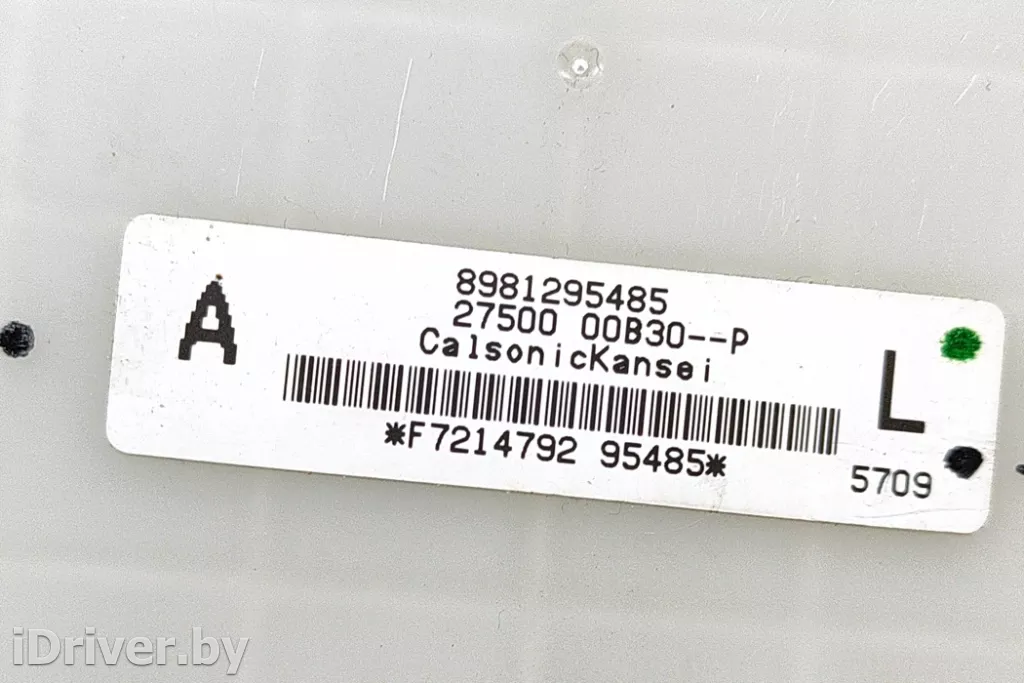 A
8981295485
27500 00B30--P
CalsonicKansei
L
*F7214792 95485*
5709
iDriver.by